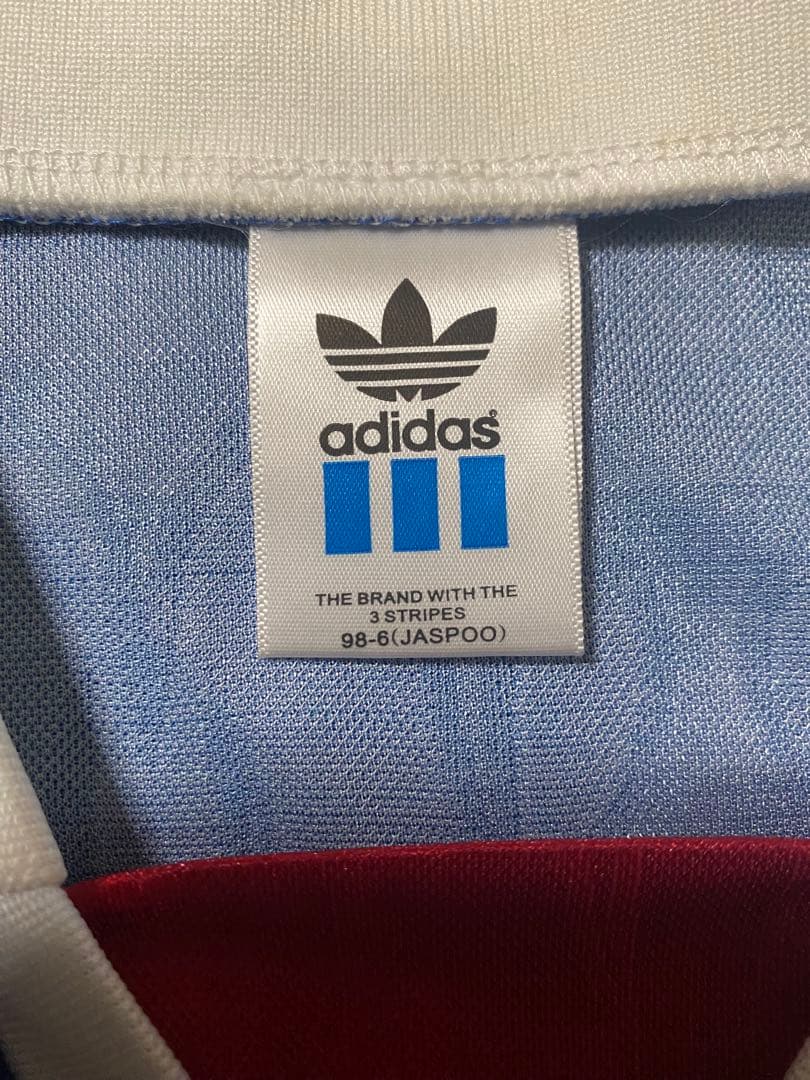 adidas®
THE BRAND WITH THE
3 STRIPES
98-6(JASPOO)